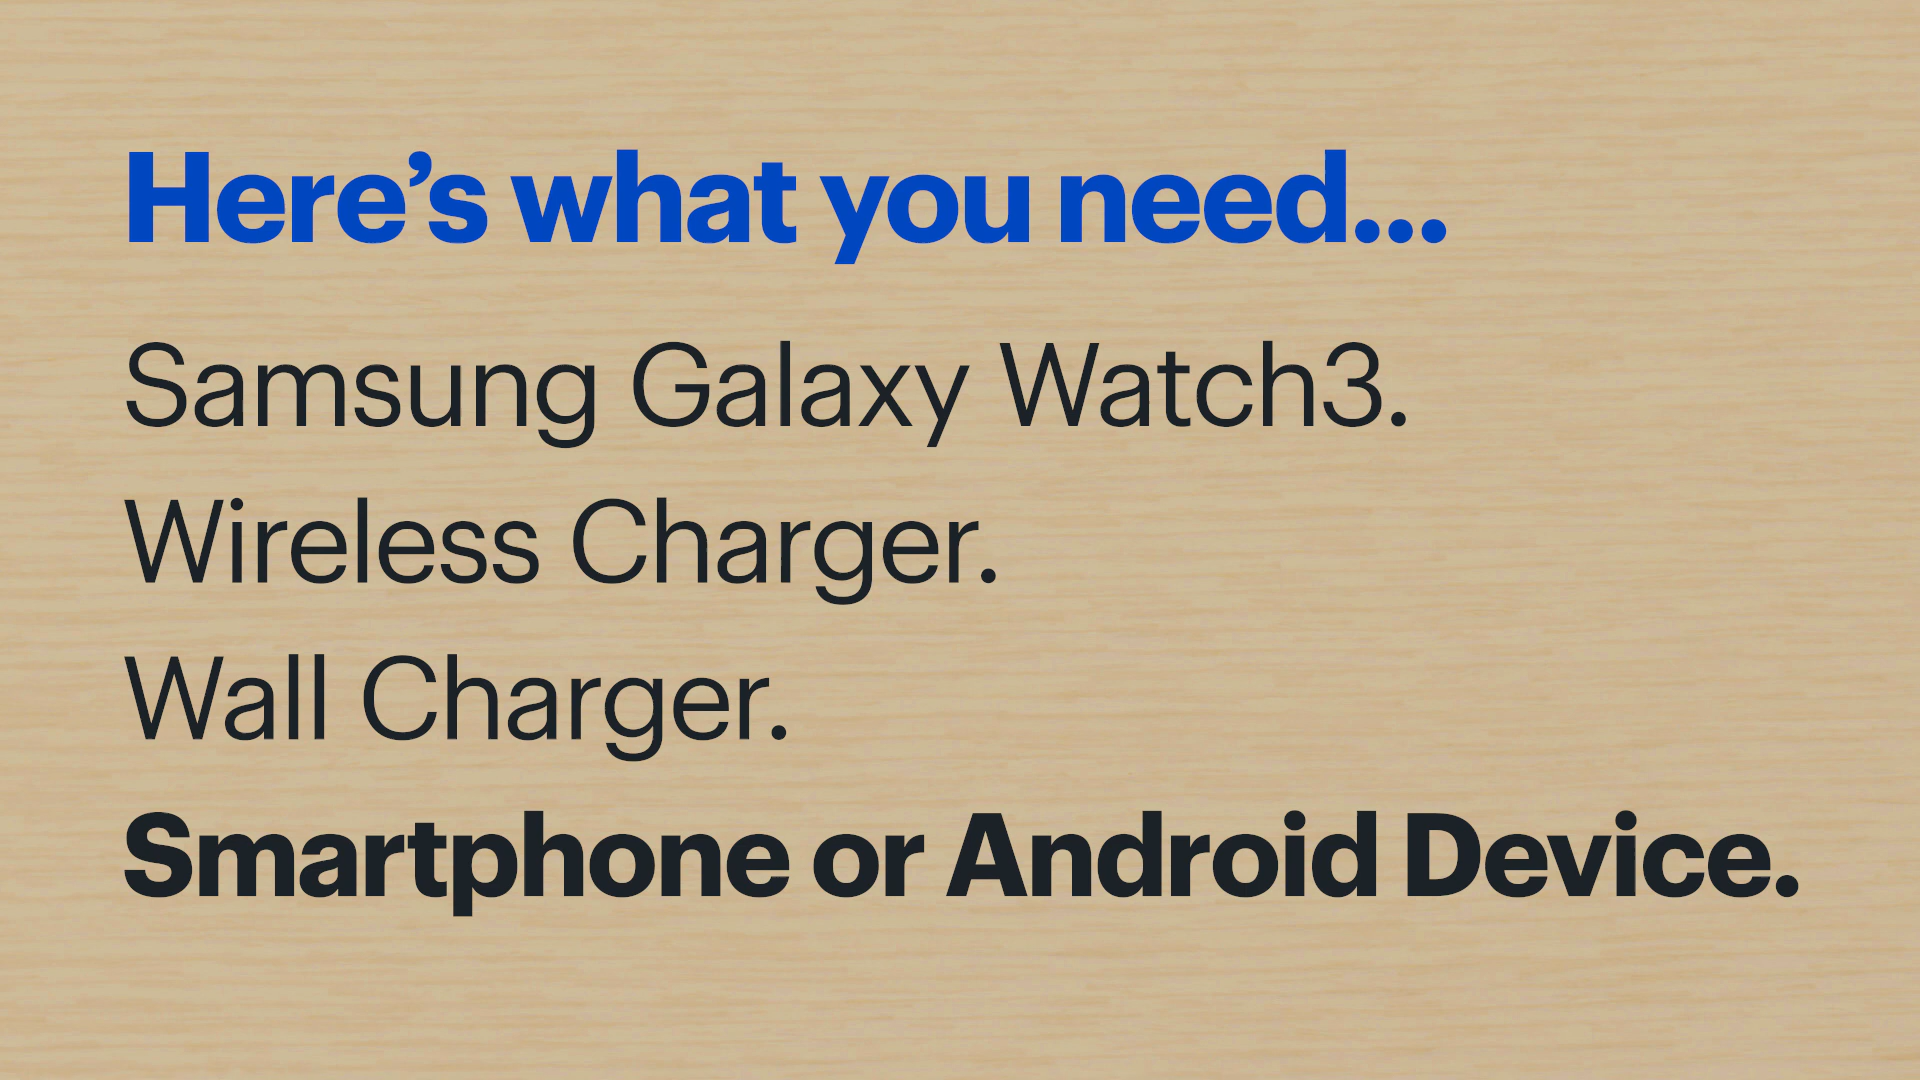 Here’s what you need...
Samsung Galaxy Watch3.
Wireless Charger.
Wall Charger.
Smartphone or Android Device.